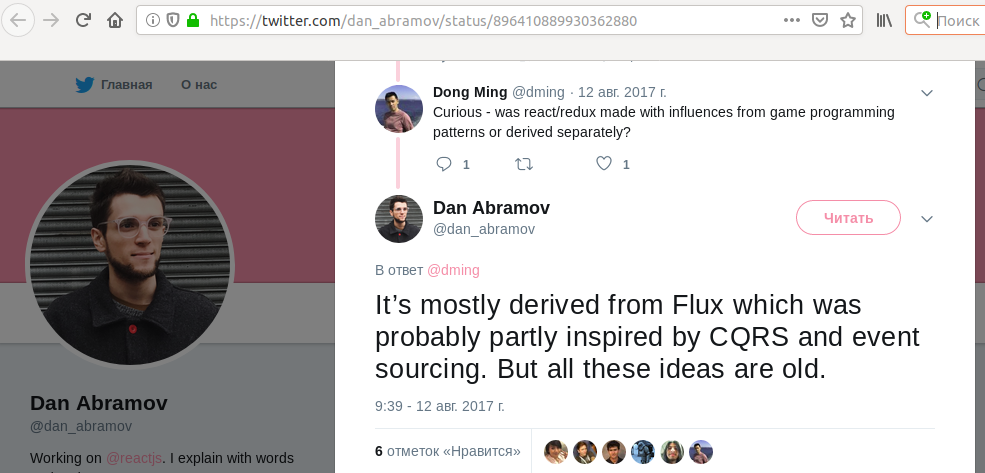 https://twitter.com/dan_abramov/status/896410889930362880
Поиск
Главная
О нас
Dong Ming @dming · 12 авг. 2017 г.
Curious - was react/redux made with influences from game programming
patterns or derived separately?
1
1
Dan Abramov
@dan_abramov
Читать
В ответ @dming
It’s mostly derived from Flux which was
probably partly inspired by CQRS and event
sourcing. But all these ideas are old.
9:39 - 12 авг. 2017 г.
6 отметок «Нравится»
Dan Abramov
@dan_abramov
Working on @reactjs. I explain with words